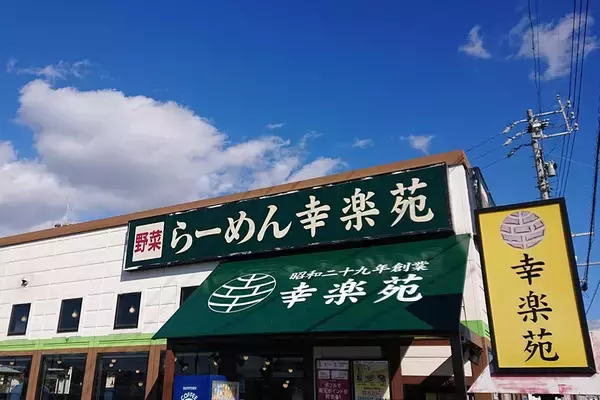 野菜 らーめん幸楽苑
昭和二十九年創業
幸楽苑
幸楽苑